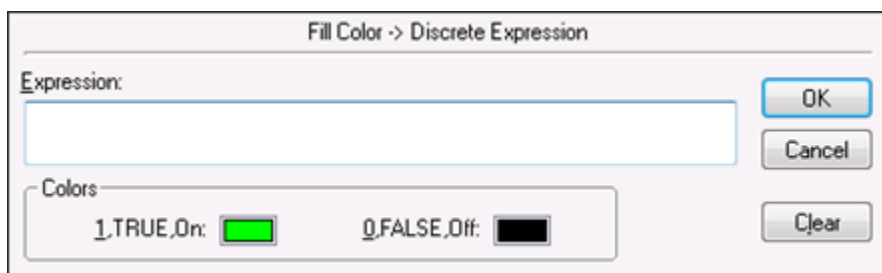 Fill Color -> Discrete Expression
Expression:
OK
Cancel
Colors
1,TRUE,On:
0,FALSE,Off:
Clear